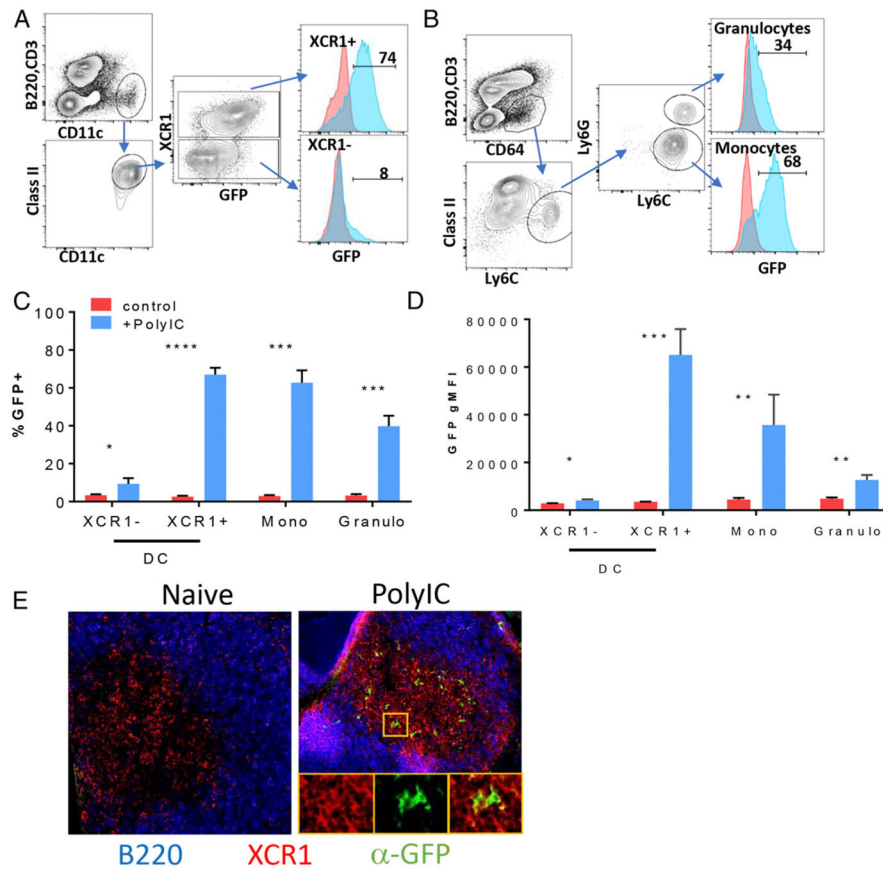 A
B220,CD3
CD11c
Class II
CD11c
XCR1
GFP
XCR1+
74
XCR1-
8
GFP
B
B220,CD3
CD64
Class II
Ly6C
Ly6G
Ly6C
Granulocytes
34
Monocytes
68
GFP
C
control
+PolyIC
%GFP+
100
80
60
40
20
0
*
****
***
***
XCR1-
XCR1+
Mono
Granulo
DC
D
GFP gMFI
80000
60000
40000
20000
0
*
***
**
**
XCR1-
XCR1+
Mono
Granulo
DC
E
Naive
PolyIC
B220
XCR1
α-GFP